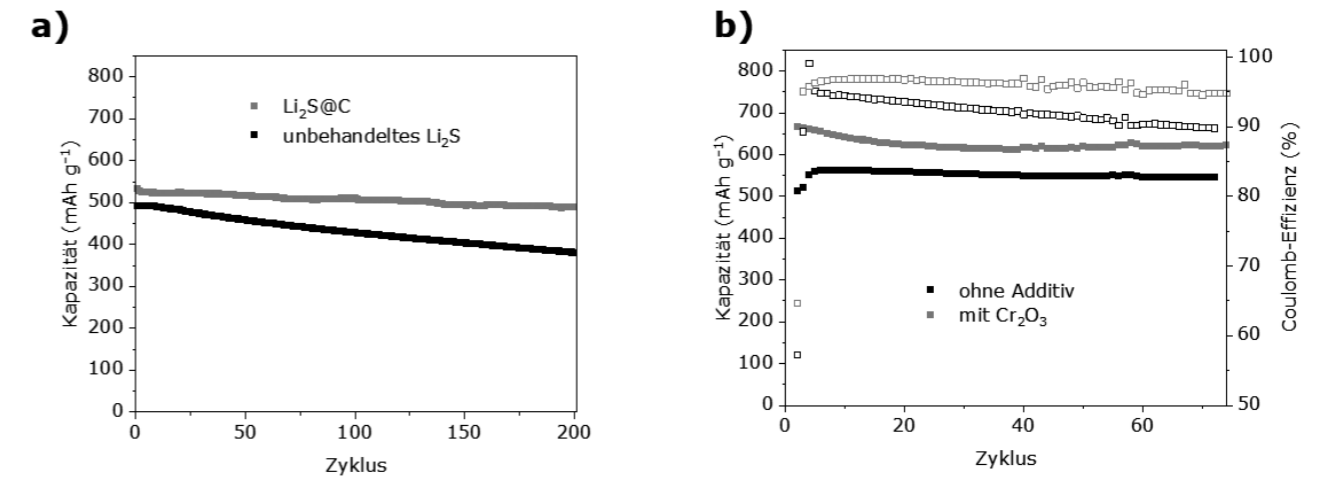 a)
800
700
600
500
400
300
200
100
0
Kapazität (mAh g⁻¹)
Li₂S@C
unbehandeltes Li₂S
0 50 100 150 200
Zyklus
b)
800
700
600
500
400
300
200
100
0
Kapazität (mAh g⁻¹)
ohne Additiv
mit Cr₂O₃
100
90
80
70
60
50
Coulomb-Effizienz (%)
0 20 40 60
Zyklus